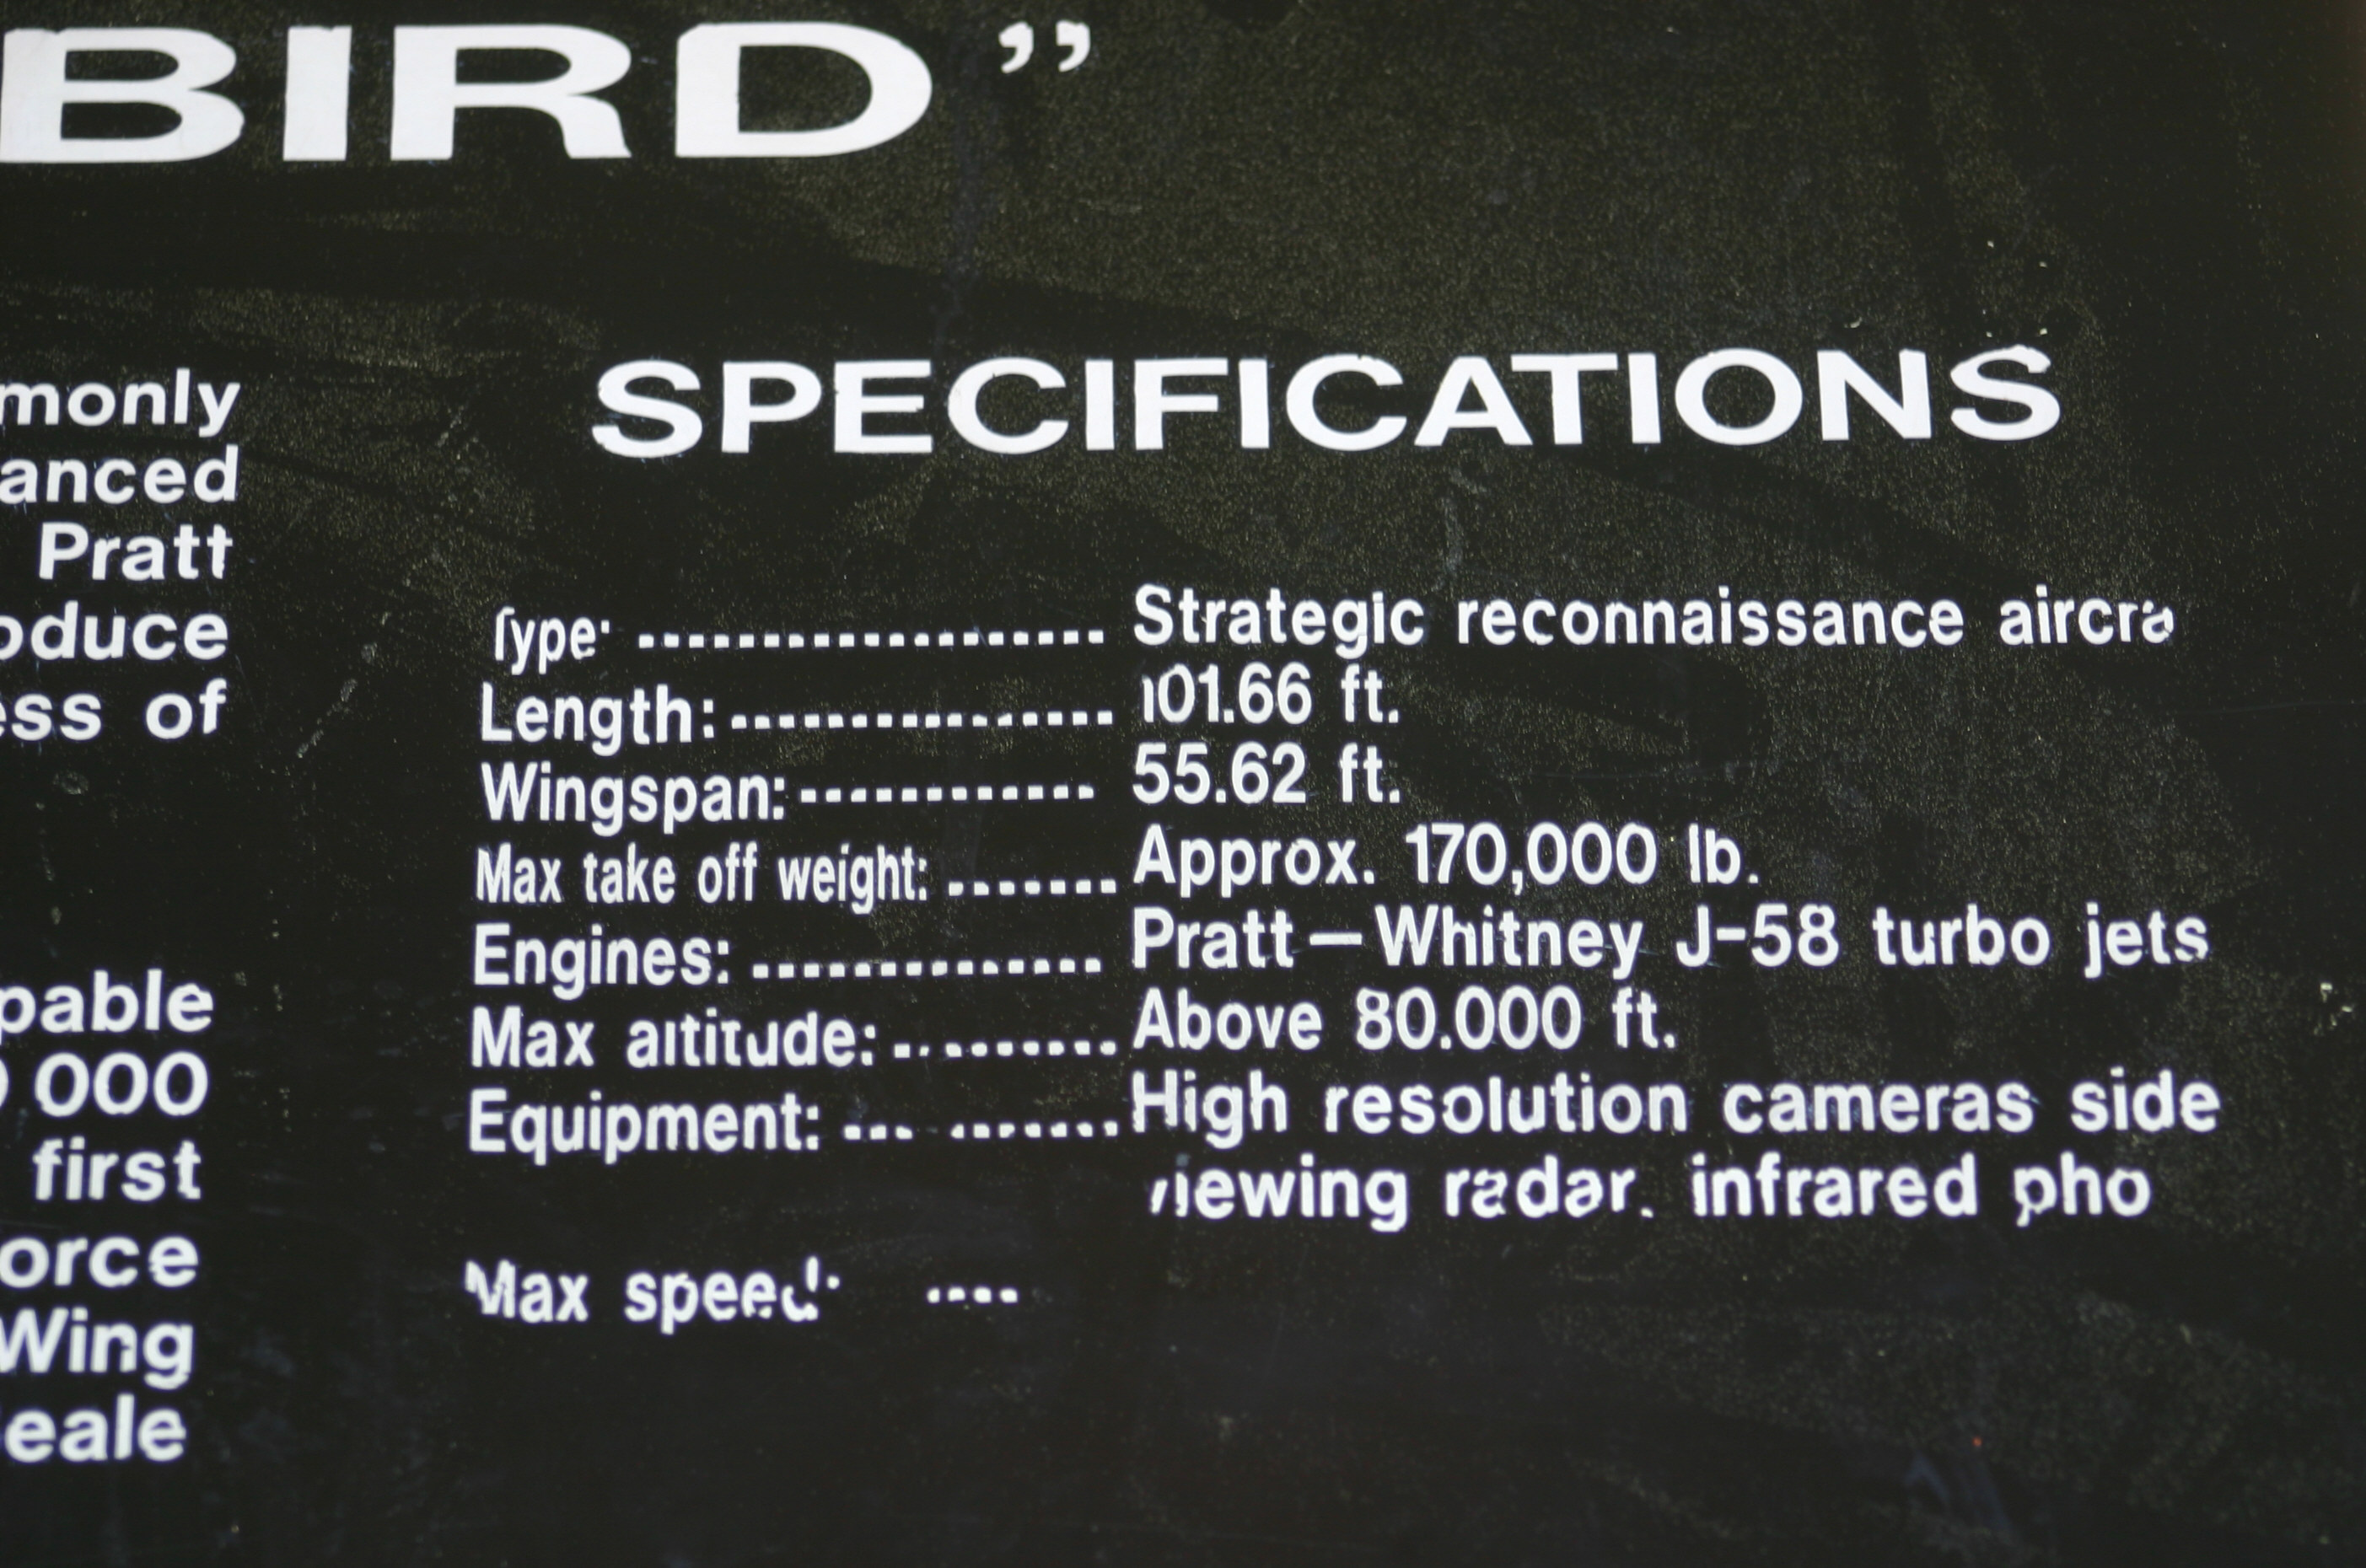 BIRD”
monly
anced
Pratt
oduce
ess of
pable
000
first
orce
Wing
eale
SPECIFICATIONS
Type: ................... Strategic reconnaissance aircra
Length: ................ 101.66 ft.
Wingspan: ............ 55.62 ft.
Max take off weight: ....... Approx. 170,000 lb.
Engines: .............. Pratt—Whitney J-58 turbo jets
Max altitude: ......... Above 80.000 ft.
Equipment: ... ....... High resolution cameras side
viewing radar. infrared pho
Max speed: ....